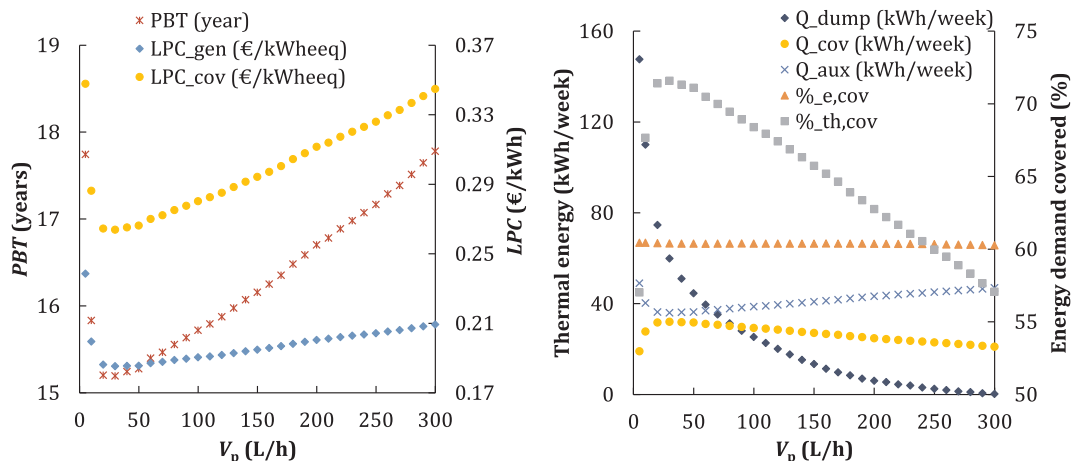 PBT (year)
LPC_gen (€/kWheeq)
LPC_cov (€/kWheeq)
19
18
17
16
15
PBT (years)
0.37
0.33
0.29
0.25
0.21
0.17
LPC (€/kWh)
0 50 100 150 200 250 300
Vp (L/h)
Q_dump (kWh/week)
Q_cov (kWh/week)
Q_aux (kWh/week)
%_e,cov
%_th,cov
160
120
80
40
0
Thermal energy (kWh/week)
75
70
65
60
55
50
Energy demand covered (%)
0 50 100 150 200 250 300
Vp (L/h)